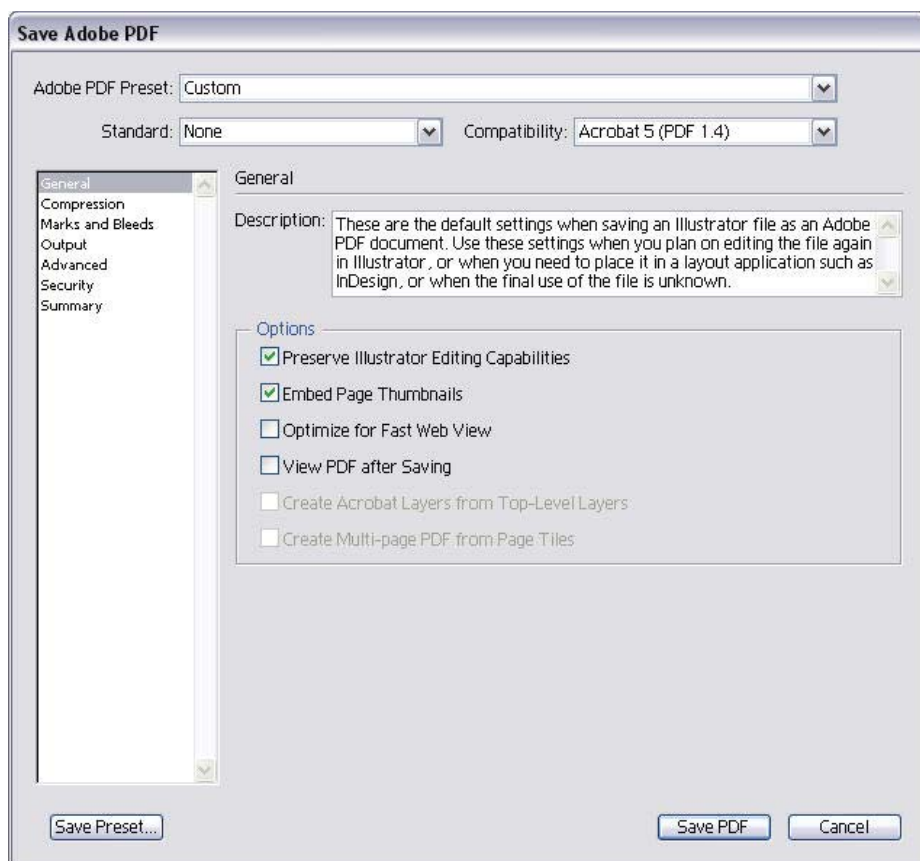 Save Adobe PDF
Adobe PDF Preset: Custom
Standard: None Compatibility: Acrobat 5 (PDF 1.4)
General
Compression
Marks and Bleeds
Output
Advanced
Security
Summary
General
Description: These are the default settings when saving an Illustrator file as an Adobe
PDF document. Use these settings when you plan on editing the file again
in Illustrator, or when you need to place it in a layout application such as
InDesign, or when the final use of the file is unknown.
Options
Preserve Illustrator Editing Capabilities
Embed Page Thumbnails
Optimize for Fast Web View
View PDF after Saving
Create Acrobat Layers from Top-Level Layers
Create Multi-page PDF from Page Tiles
Save Preset... Save PDF Cancel